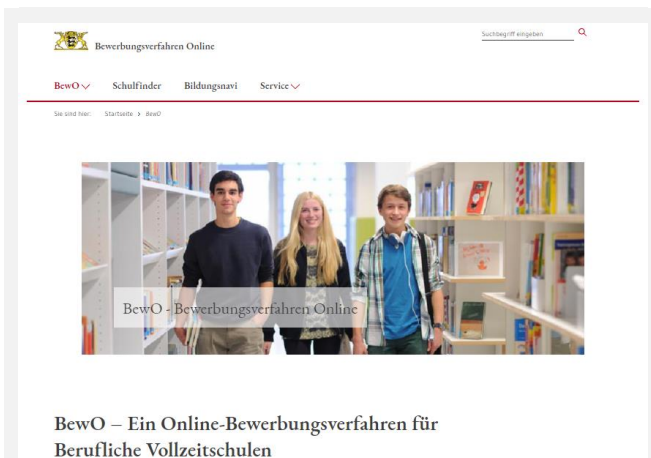 Bewerbungsverfahren Online
Suchbegriff eingeben
BewO Schulfinder Bildungsnavi Service
Sie sind hier: Startseite > BewO
BewO - Bewerbungsverfahren Online
BewO – Ein Online-Bewerbungsverfahren für
Berufliche Vollzeitschulen